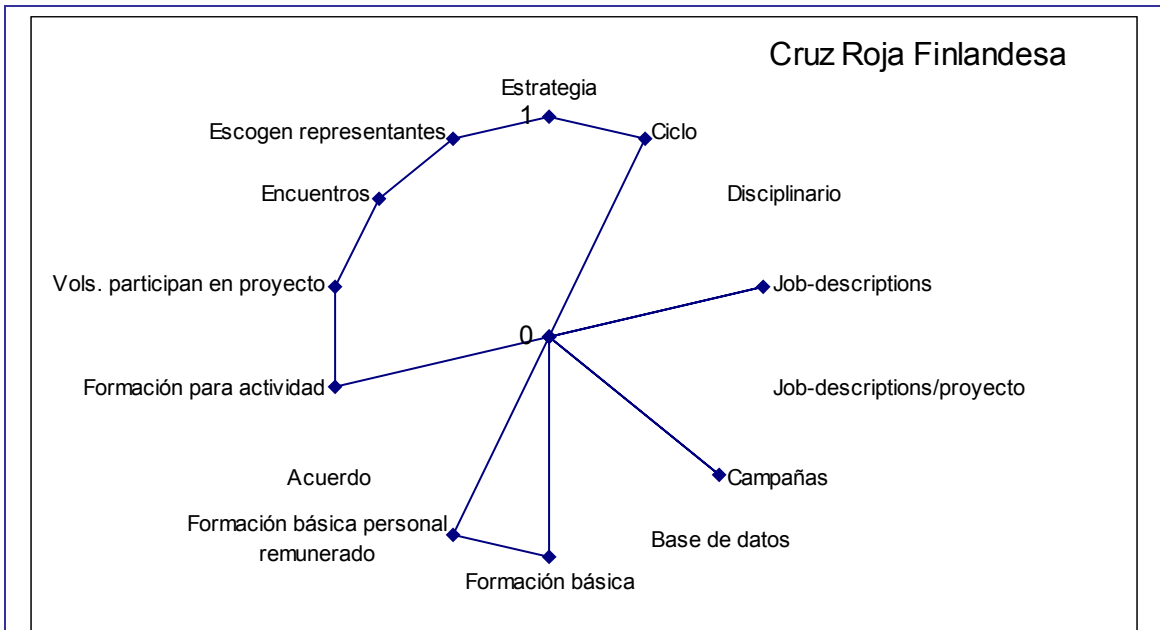 Cruz Roja Finlandesa
Estrategia
1
Escogen representantes
Ciclo
Encuentros
Disciplinario
Vols. participan en proyecto
Job-descriptions
0
Formación para actividad
Job-descriptions/proyecto
Acuerdo
Campañas
Formación básica personal
remunerado
Base de datos
Formación básica